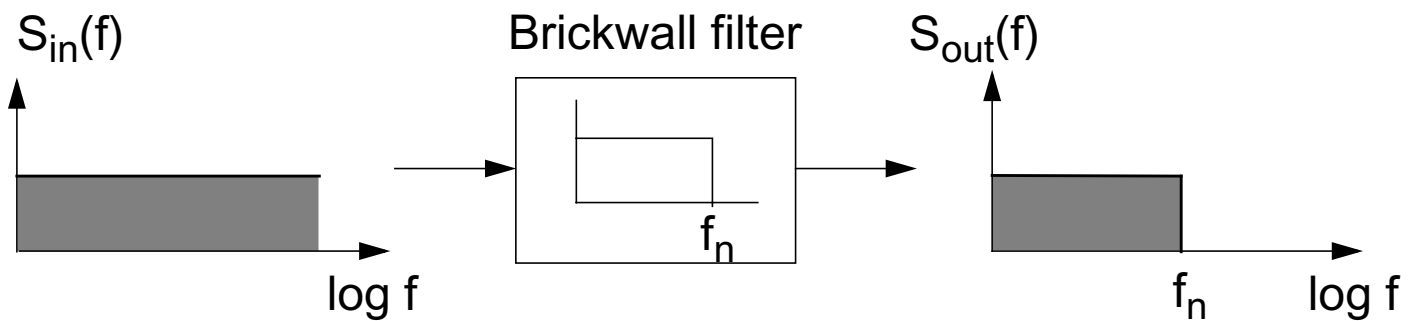 S_in(f)
Brickwall filter
S_out(f)
f_n
log f
f_n
log f